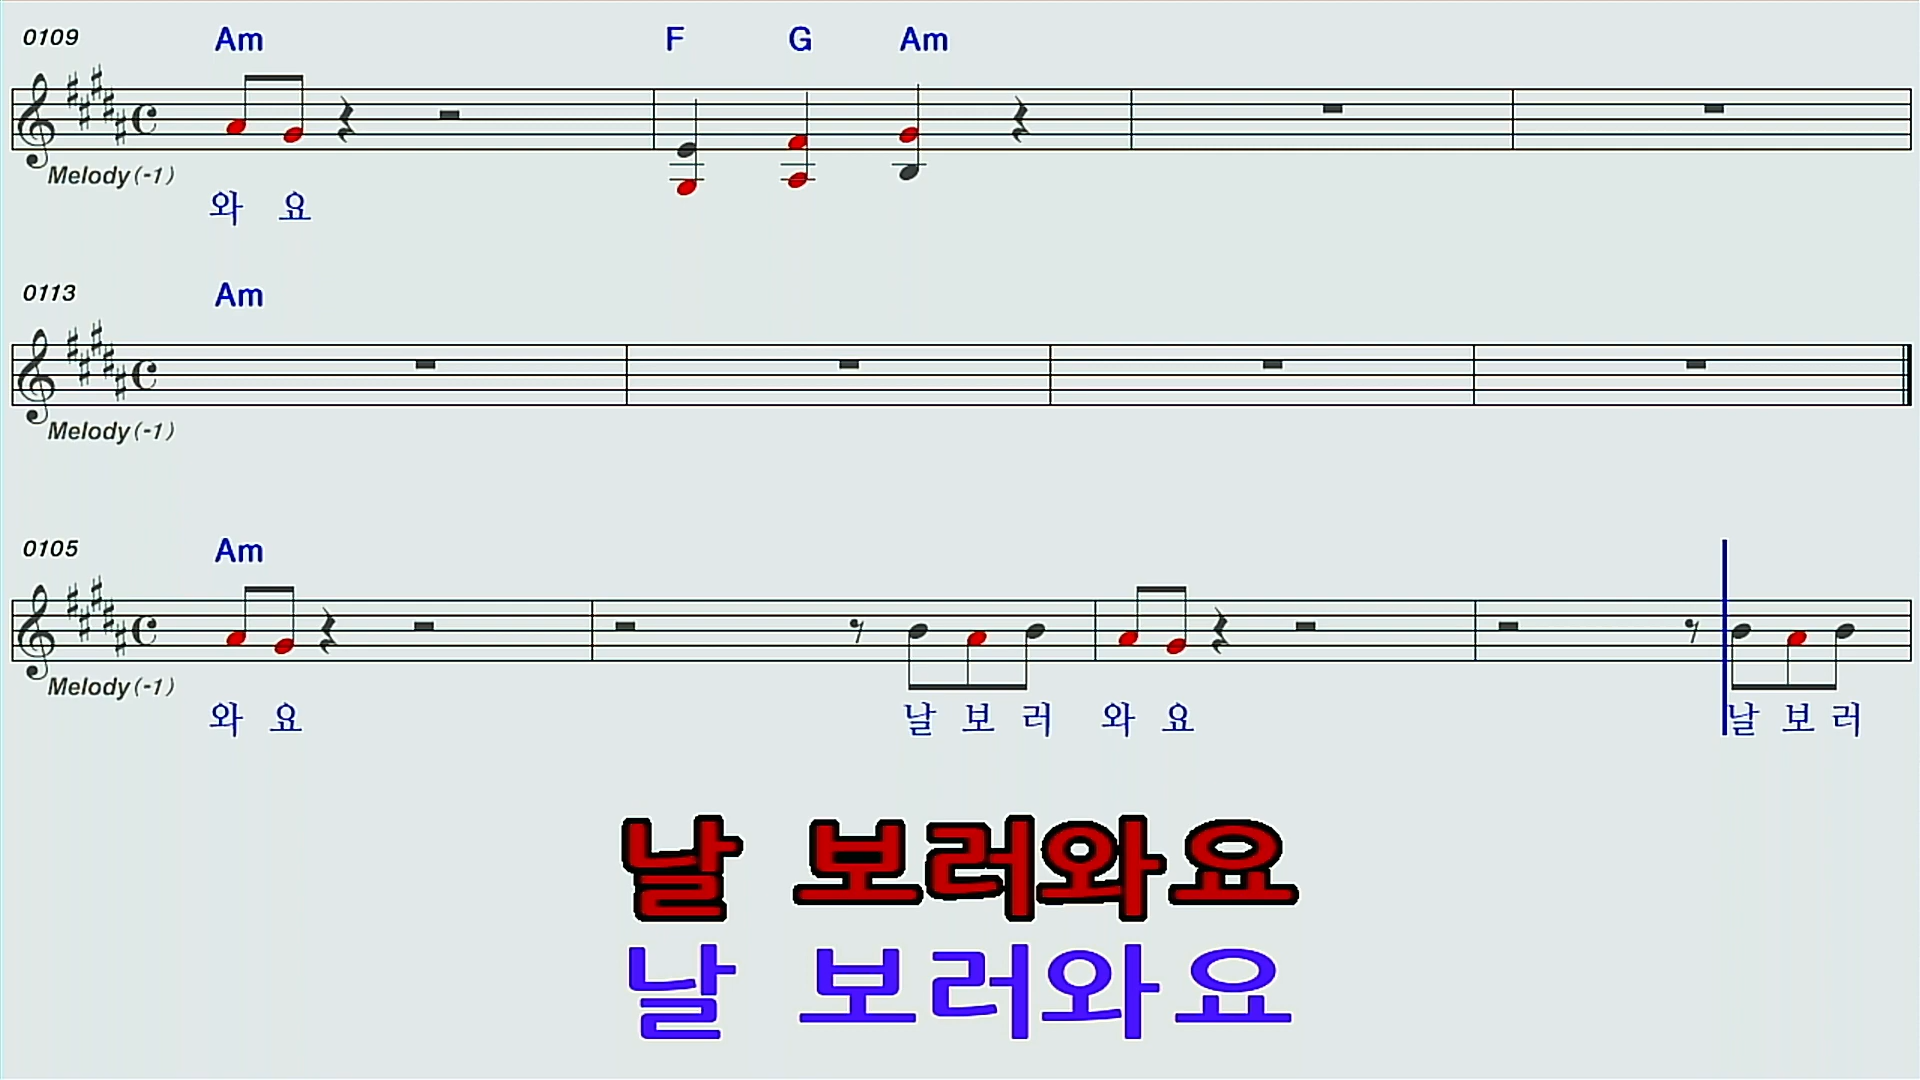 0109 Am F G Am
Melody(-1)
와 요
0113 Am
Melody(-1)
0105 Am
Melody(-1)
와 요 날 보 러 와 요 날 보 러
날 보러와요
날 보러와요